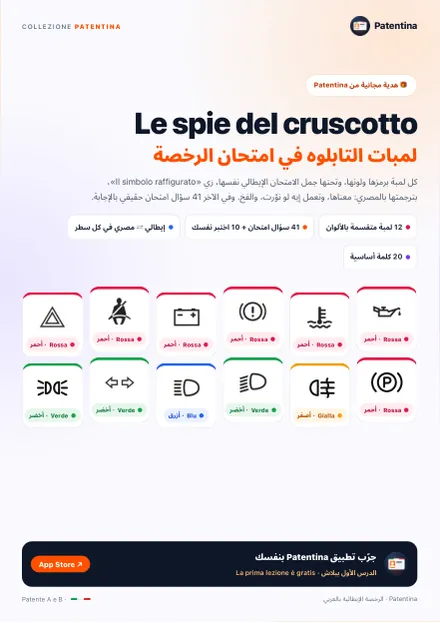 COLLEZIONE PATENTINA
Patentina
هدية مجانية من Patentina
Le spie del cruscotto
لمبات التابلوه في امتحان الرخصة
كل لمبة برمزها ولونها، وتحتها جمل الامتحان الإيطالي نفسها، زي «Il simbolo raffigurato»،
بترجمتها بالمصري: معناها، وتعمل إيه لو نوّرت، والفخ. وفي الآخر 41 سؤال امتحان حقيقي بالإجابة.
12 لمبة متقسمة بالألوان
41 سؤال امتحان + 10 اختبر نفسك
إيطالي ⇄ مصري في كل سطر
20 كلمة أساسية
Rossa · أحمر
Rossa · أحمر
Rossa · أحمر
Rossa · أحمر
Rossa · أحمر
Rossa · أحمر
Rossa · أحمر
Gialla · أصفر
Verde · أخضر
Blu · أزرق
Verde · أخضر
Verde · أخضر
جرّب تطبيق Patentina بنفسك
الدرس الأول ببلاش · La prima lezione è gratis
App Store ↗
Patente A e B ·
Patentina · الرخصة الإيطالية بالعربي